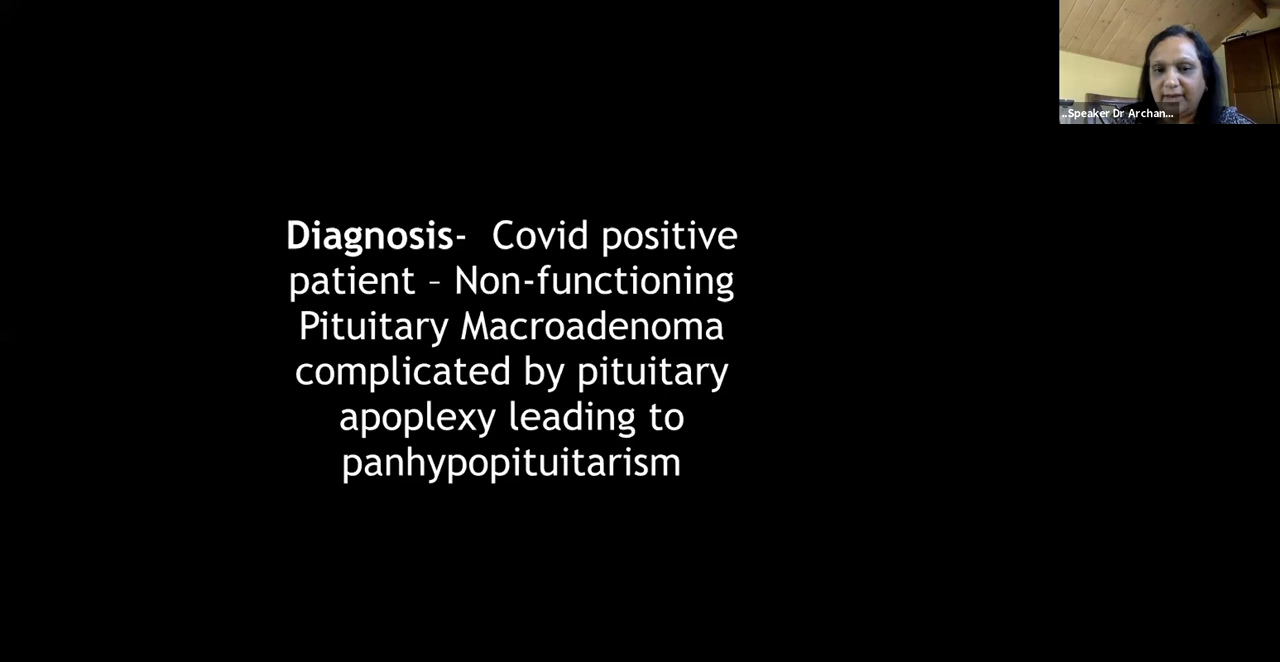 ..Speaker Dr Archan...
Diagnosis-  Covid positive
patient – Non-functioning
Pituitary Macroadenoma
complicated by pituitary
apoplexy leading to
panhypopituitarism